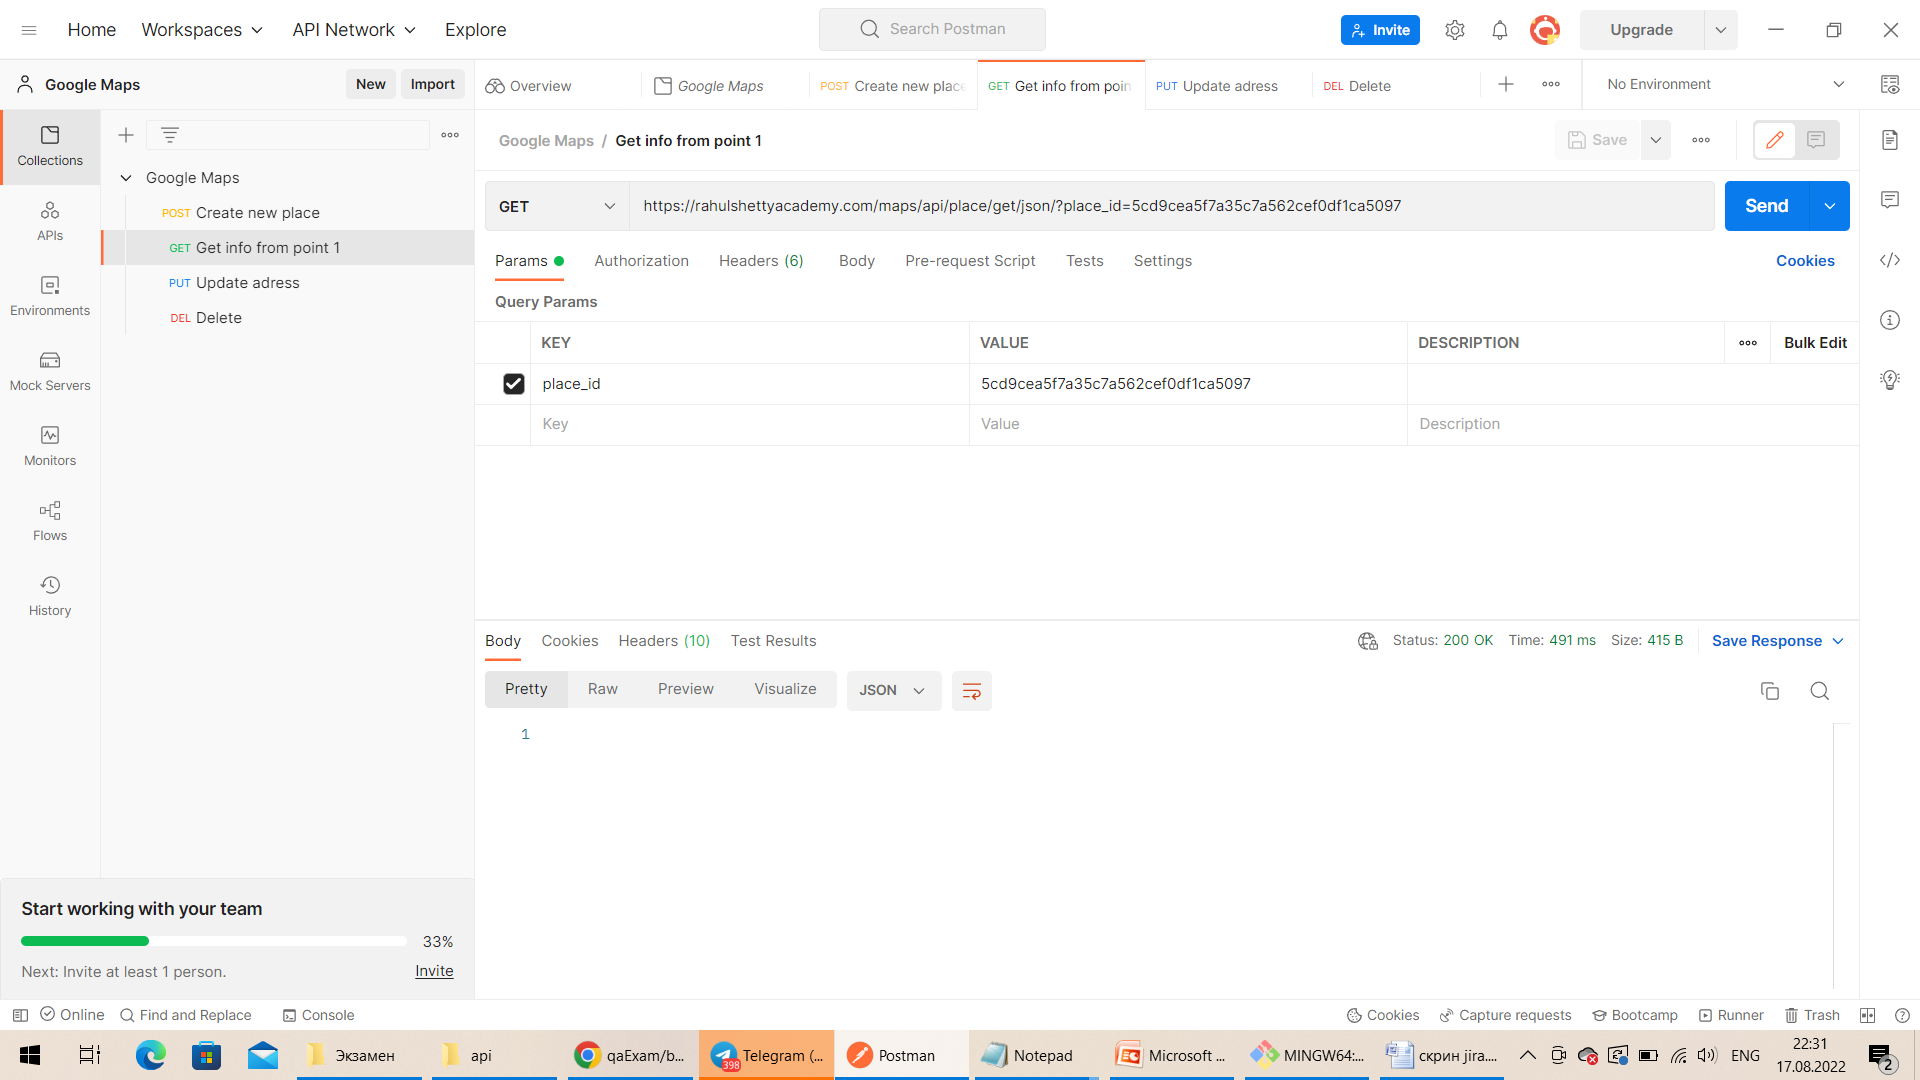 Home
Workspaces
API Network
Explore
Search Postman
Invite
Upgrade
Google Maps
New
Import
Overview
Google Maps
POST Create new place
GET Get info from poin
PUT Update adress
DEL Delete
No Environment
Collections
APIs
Environments
Mock Servers
Monitors
Flows
History
Google Maps
POST Create new place
GET Get info from point 1
PUT Update adress
DEL Delete
Google Maps / Get info from point 1
Save
GET
https://rahulshettyacademy.com/maps/api/place/get/json/?place_id=5cd9cea5f7a35c7a562cef0df1ca5097
Send
Params
Authorization
Headers (6)
Body
Pre-request Script
Tests
Settings
Cookies
Query Params
KEY
VALUE
DESCRIPTION
Bulk Edit
place_id
5cd9cea5f7a35c7a562cef0df1ca5097
Key
Value
Description
Body
Cookies
Headers (10)
Test Results
Status: 200 OK
Time: 491 ms
Size: 415 B
Save Response
Pretty
Raw
Preview
Visualize
JSON
1
Start working with your team
33%
Next: Invite at least 1 person.
Invite
Online
Find and Replace
Console
Cookies
Capture requests
Bootcamp
Runner
Trash
Экзамен
api
qaExam/b...
398
Telegram (...
Postman
Notepad
Microsoft ...
MINGW64:...
скрин jira....
ENG
22:31
17.08.2022
2